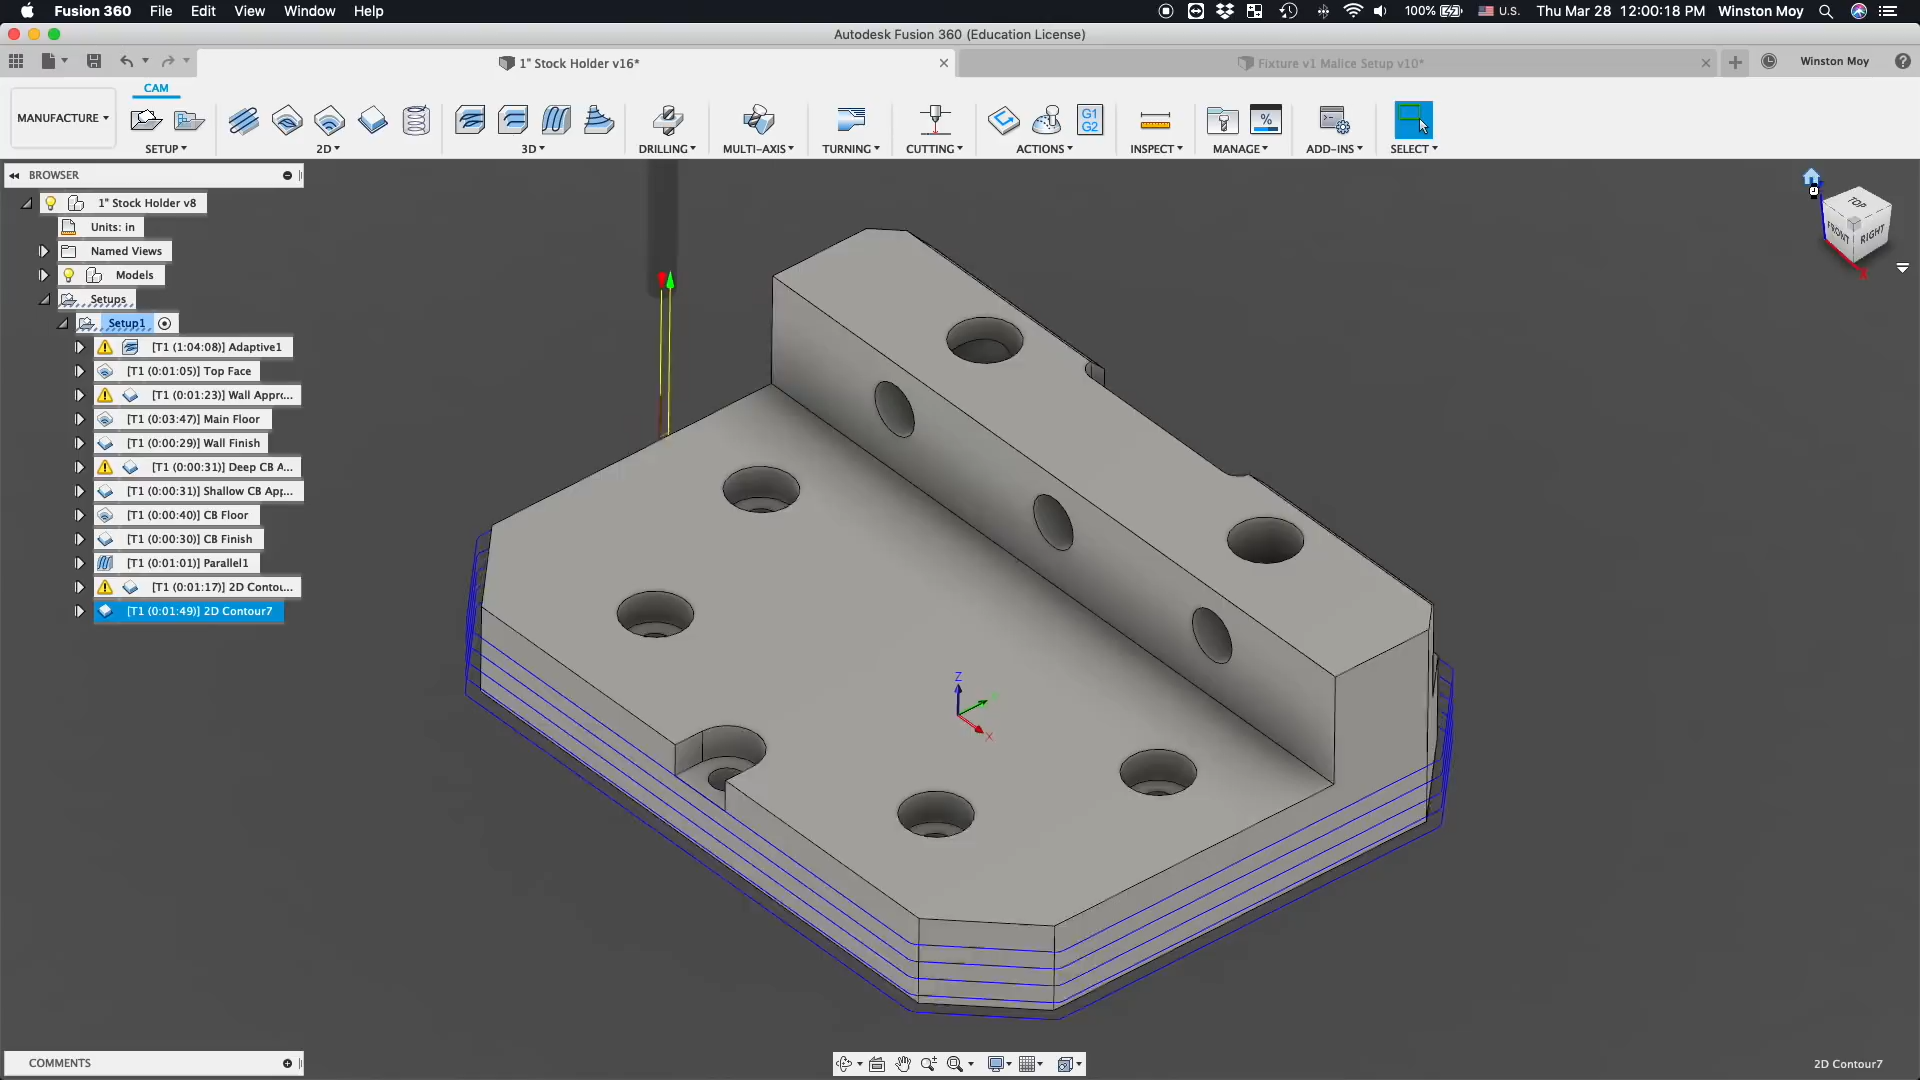 Fusion 360 File Edit View Window Help 100% U.S. Thu Mar 28 12:00:18 PM Winston Moy
Autodesk Fusion 360 (Education License)
1" Stock Holder v16* Fixture v1 Malice Setup v10* Winston Moy
CAM
MANUFACTURE
G1
G2
%
SETUP 2D 3D DRILLING MULTI-AXIS TURNING CUTTING ACTIONS INSPECT MANAGE ADD-INS SELECT
BROWSER
1" Stock Holder v8
Units: in
Named Views
Models
Setups
Setup1
[T1 (1:04:08)] Adaptive1
[T1 (0:01:05)] Top Face
[T1 (0:01:23)] Wall Appr...
[T1 (0:03:47)] Main Floor
[T1 (0:00:29)] Wall Finish
[T1 (0:00:31)] Deep CB A...
[T1 (0:00:31)] Shallow CB App...
[T1 (0:00:40)] CB Floor
[T1 (0:00:30)] CB Finish
[T1 (0:01:01)] Parallel1
[T1 (0:01:17)] 2D Contou...
[T1 (0:01:49)] 2D Contour7
TOP
FRONT RIGHT
X
Z
X
COMMENTS
2D Contour7